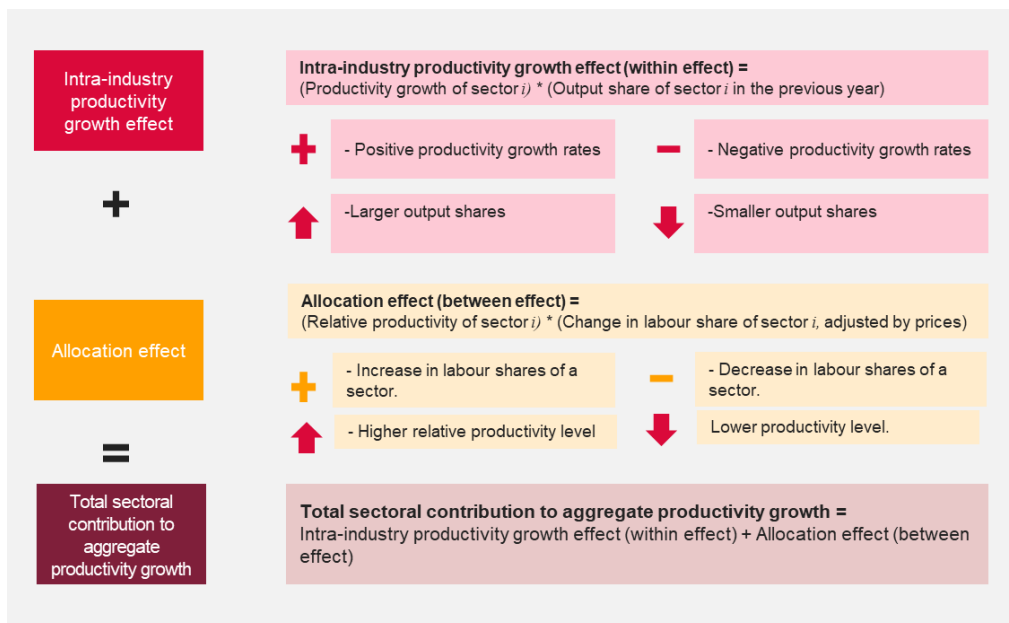 Intra-industry
productivity
growth effect
Intra-industry productivity growth effect (within effect) =
(Productivity growth of sector i) * (Output share of sector i in the previous year)
- Positive productivity growth rates
- Negative productivity growth rates
+
-Larger output shares
-Smaller output shares
Allocation effect
Allocation effect (between effect) =
(Relative productivity of sector i) * (Change in labour share of sector i, adjusted by prices)
- Increase in labour shares of a
sector.
- Decrease in labour shares of a
sector.
- Higher relative productivity level
Lower productivity level.
=
Total sectoral
contribution to
aggregate
productivity growth
Total sectoral contribution to aggregate productivity growth =
Intra-industry productivity growth effect (within effect) + Allocation effect (between
effect)